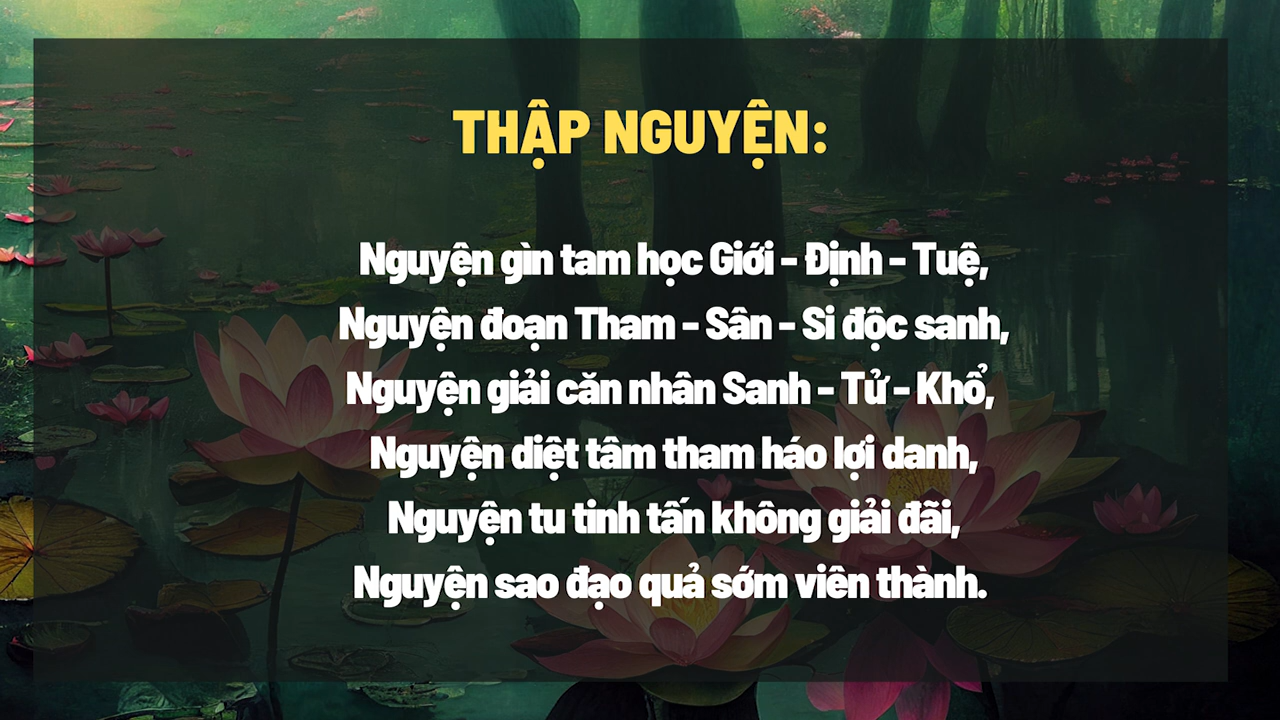 THẬP NGUYỆN:
Nguyện gìn tam học Giới - Định - Tuệ,
Nguyện đoạn Tham - Sân - Si độc sanh,
Nguyện giải căn nhân Sanh - Tử - Khổ,
Nguyện diệt tâm tham háo lợi danh,
Nguyện tu tinh tấn không giải đãi,
Nguyện sao đạo quả sớm viên thành.